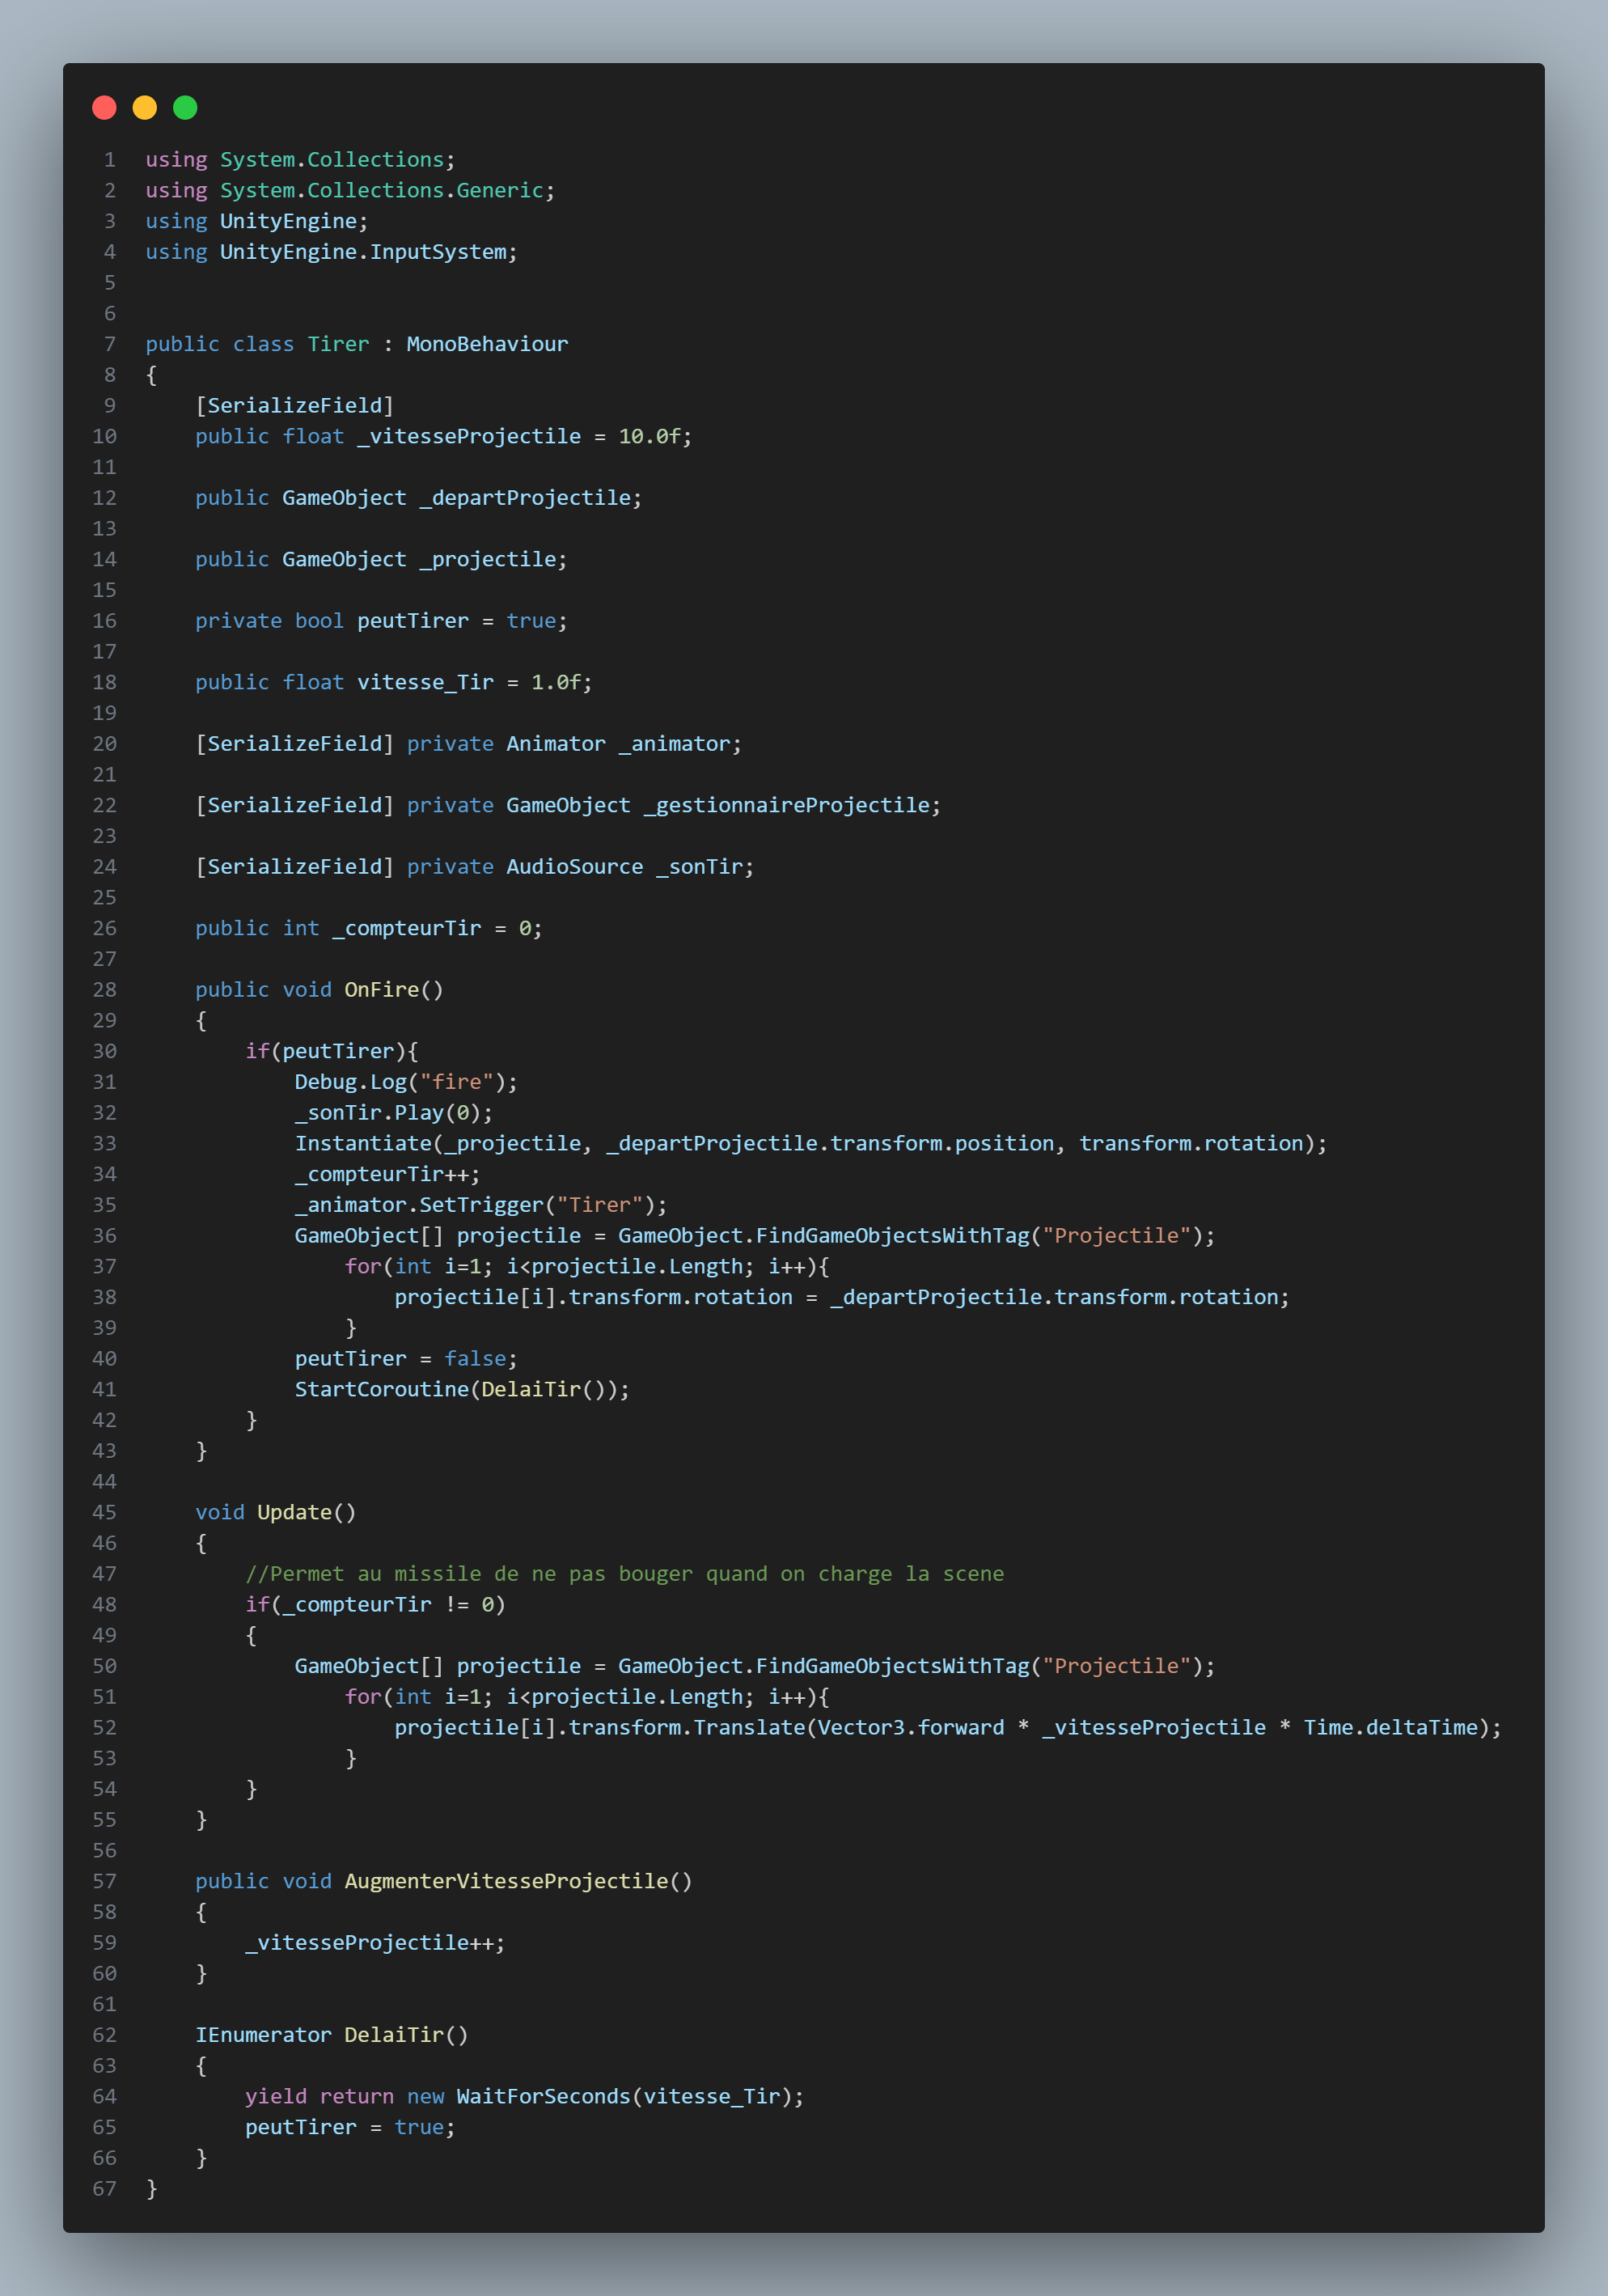 1 using System.Collections;
2 using System.Collections.Generic;
3 using UnityEngine;
4 using UnityEngine.InputSystem;
5
6
7 public class Tirer : MonoBehaviour
8 {
9     [SerializeField]
10     public float _vitesseProjectile = 10.0f;
11
12     public GameObject _departProjectile;
13
14     public GameObject _projectile;
15
16     private bool peutTirer = true;
17
18     public float vitesse_Tir = 1.0f;
19
20     [SerializeField] private Animator _animator;
21
22     [SerializeField] private GameObject _gestionnaireProjectile;
23
24     [SerializeField] private AudioSource _sonTir;
25
26     public int _compteurTir = 0;
27
28     public void OnFire()
29     {
30         if(peutTirer){
31             Debug.Log("fire");
32             _sonTir.Play(0);
33             Instantiate(_projectile, _departProjectile.transform.position, transform.rotation);
34             _compteurTir++;
35             _animator.SetTrigger("Tirer");
36             GameObject[] projectile = GameObject.FindGameObjectsWithTag("Projectile");
37                 for(int i=1; i<projectile.Length; i++){
38                     projectile[i].transform.rotation = _departProjectile.transform.rotation;
39                 }
40             peutTirer = false;
41             StartCoroutine(DelaiTir());
42         }
43     }
44
45     void Update()
46     {
47         //Permet au missile de ne pas bouger quand on charge la scene
48         if(_compteurTir != 0)
49         {
50             GameObject[] projectile = GameObject.FindGameObjectsWithTag("Projectile");
51                 for(int i=1; i<projectile.Length; i++){
52                     projectile[i].transform.Translate(Vector3.forward * _vitesseProjectile * Time.deltaTime);
53                 }
54         }
55     }
56
57     public void AugmenterVitesseProjectile()
58     {
59         _vitesseProjectile++;
60     }
61
62     IEnumerator DelaiTir()
63     {
64         yield return new WaitForSeconds(vitesse_Tir);
65         peutTirer = true;
66     }
67 }